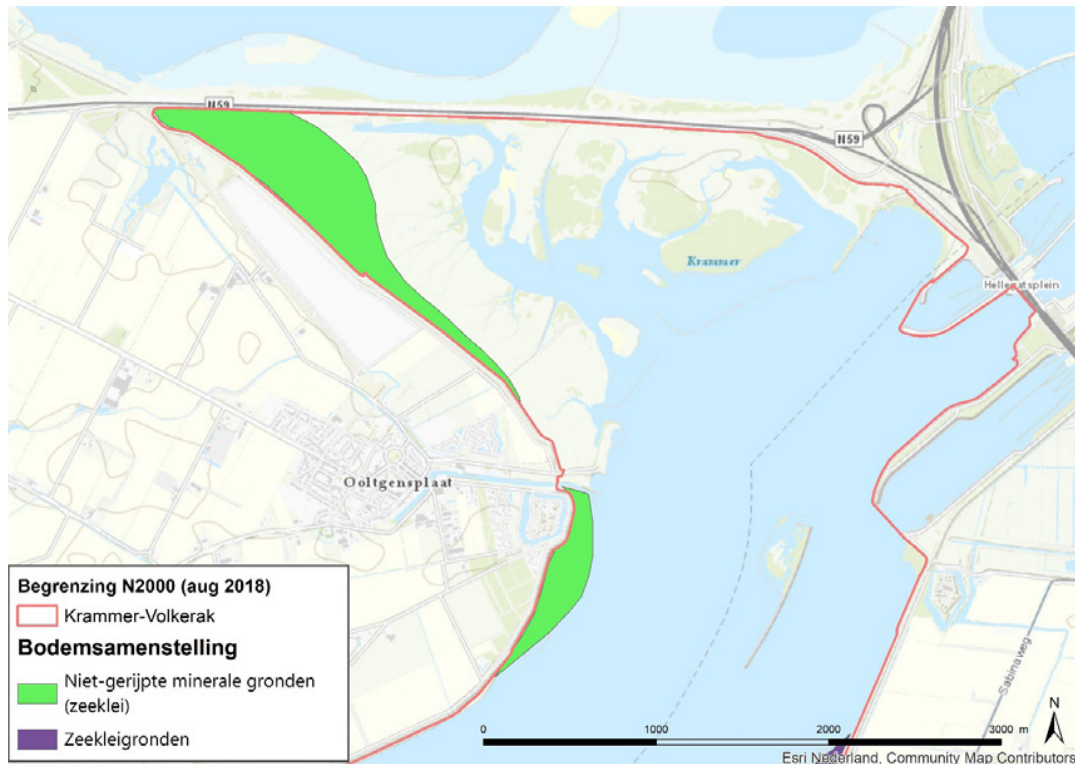 N59
N59
Krammer
Hellegatsplein
Ooltgensplaat
Sabinaweg
Begrenzing N2000 (aug 2018)
Krammer-Volkerak
Bodemsamenstelling
Niet-gerijpte minerale gronden
(zeeklei)
Zeekleigronden
0 1000 2000 3000 m
N
Esri Nederland, Community Map Contributors